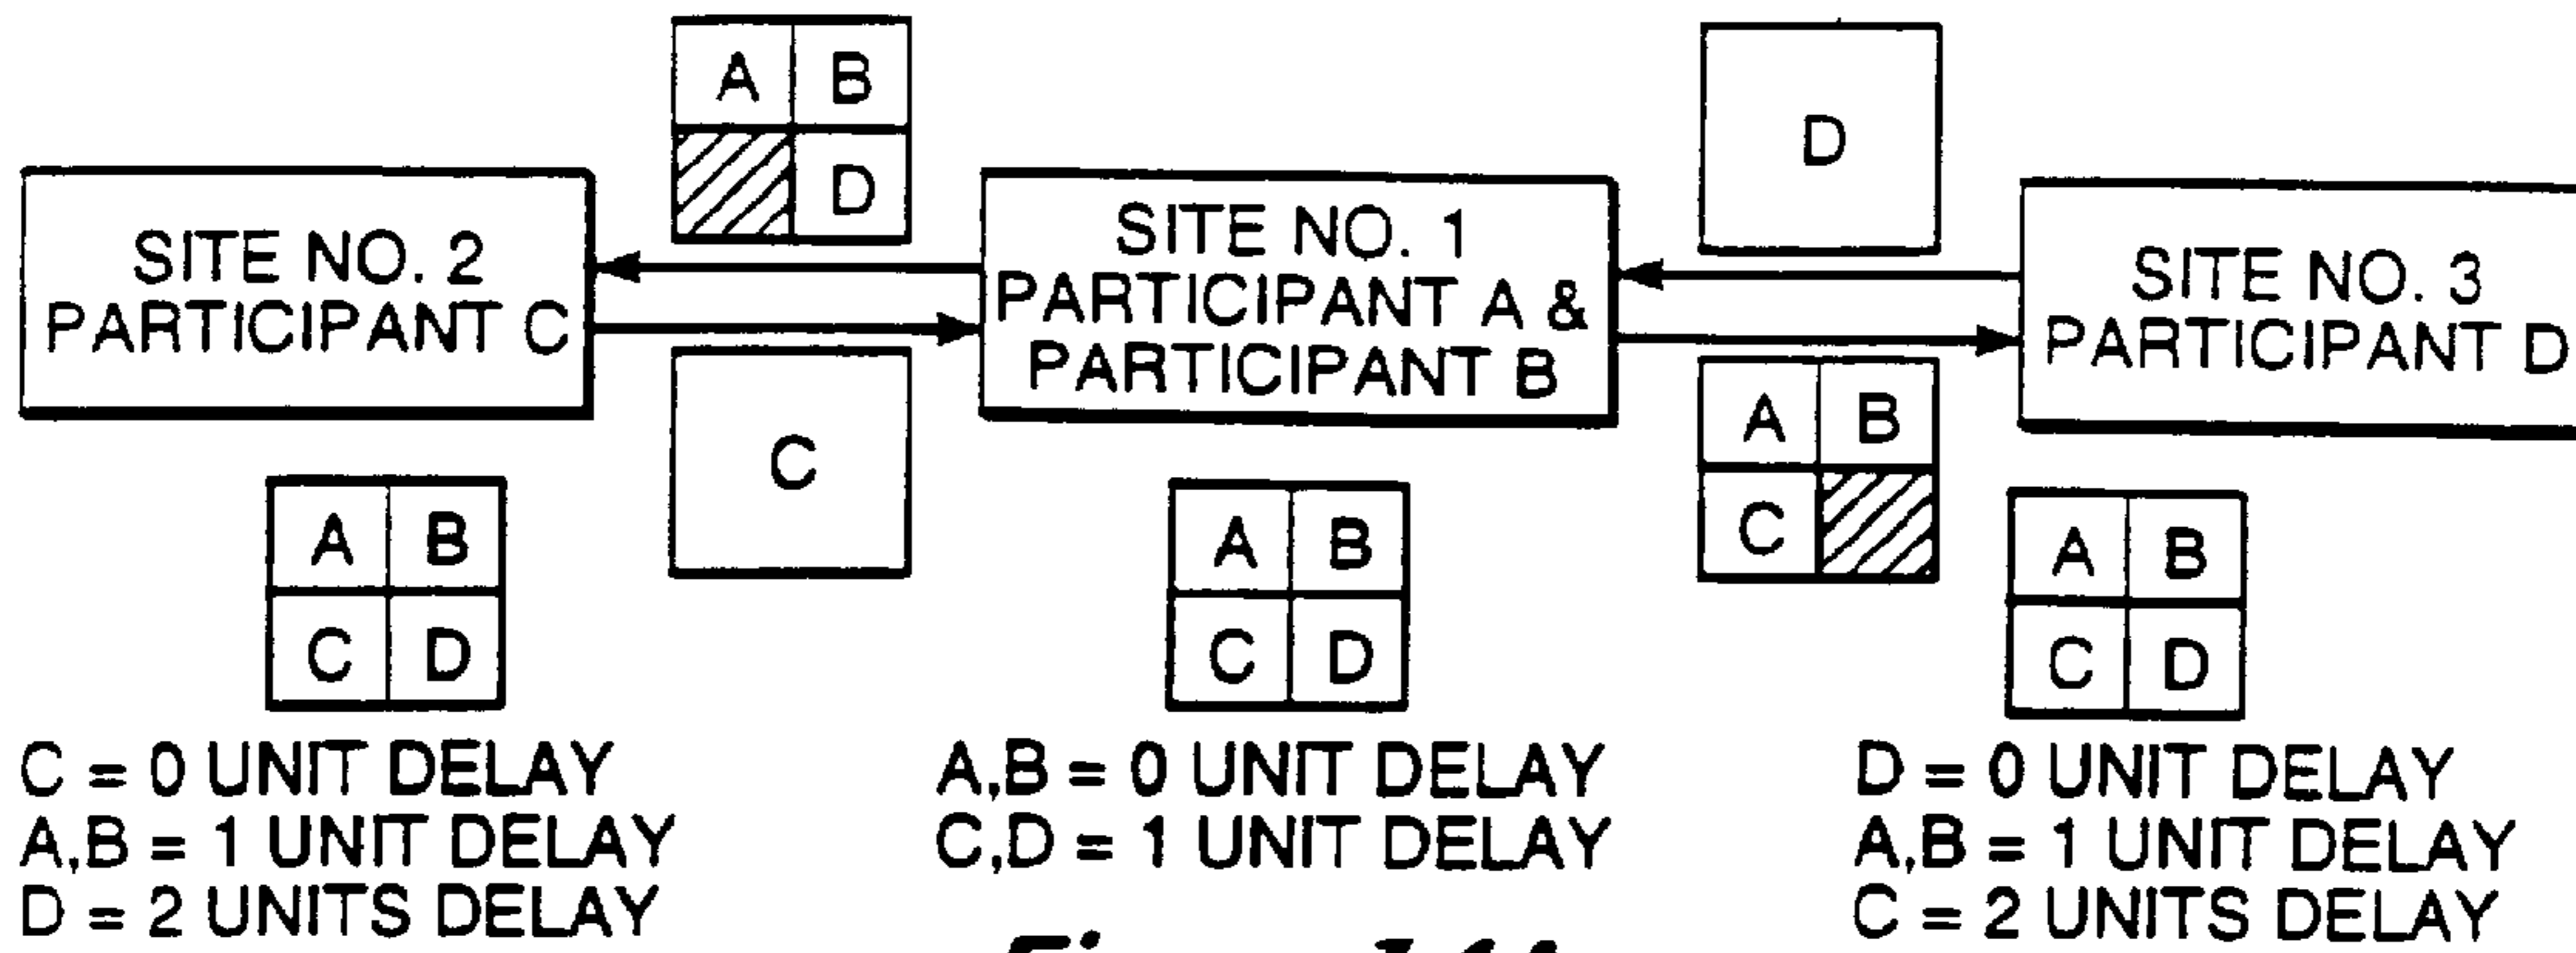 A B
D
SITE NO. 2
PARTICIPANT C
C
SITE NO. 1
PARTICIPANT A &
PARTICIPANT B
D
A B
C
SITE NO. 3
PARTICIPANT D
A B
C D
C = 0 UNIT DELAY
A,B = 1 UNIT DELAY
D = 2 UNITS DELAY
A B
C D
A,B = 0 UNIT DELAY
C,D = 1 UNIT DELAY
A B
C D
D = 0 UNIT DELAY
A,B = 1 UNIT DELAY
C = 2 UNITS DELAY